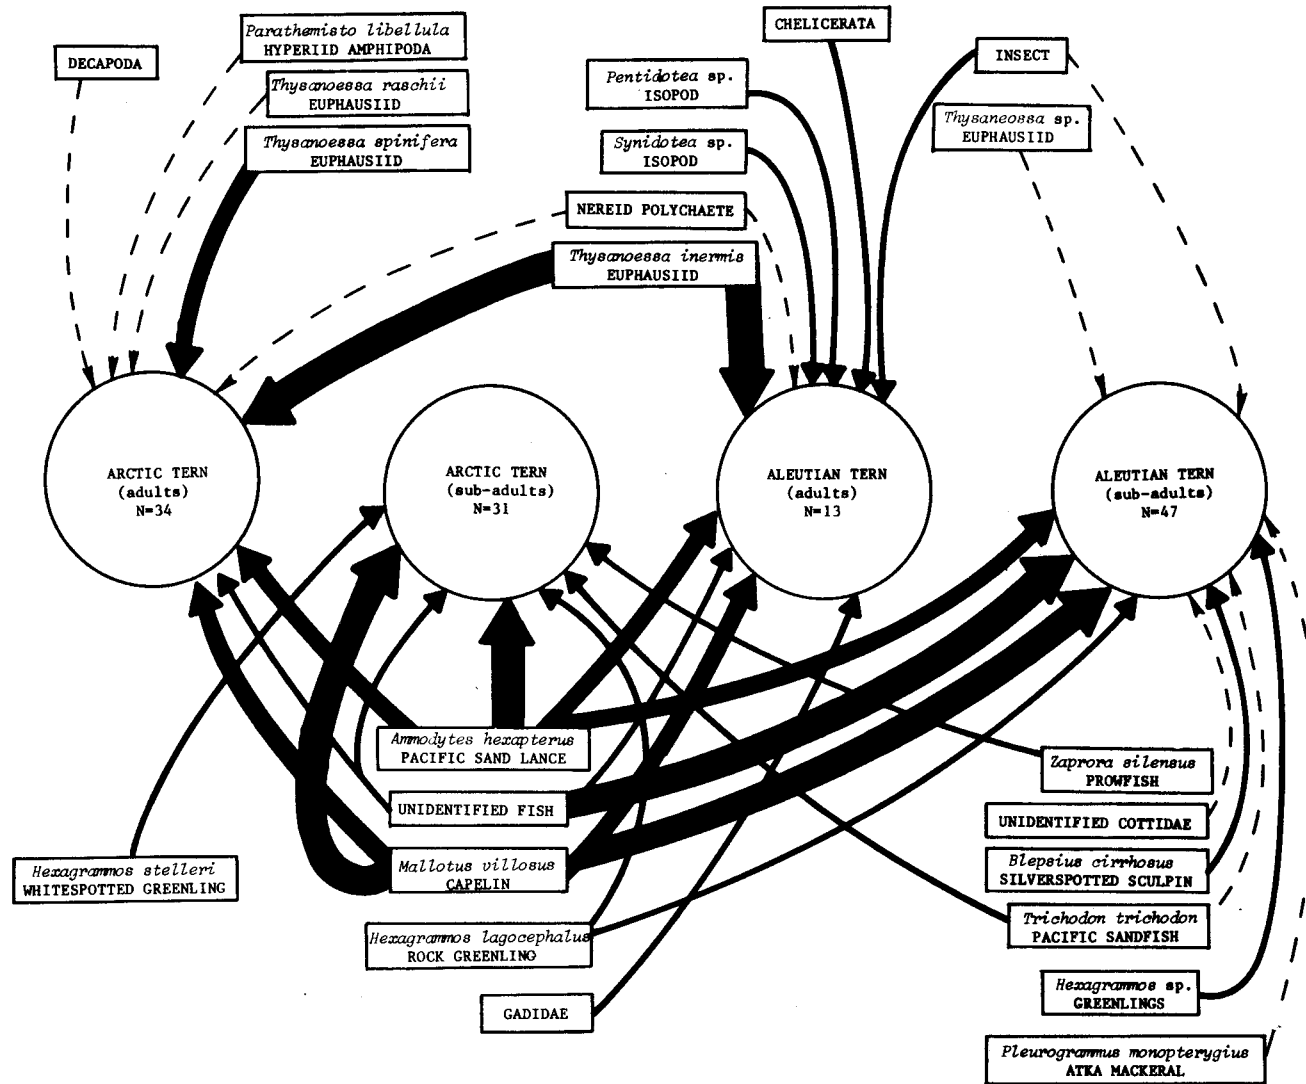 Parathemisto libellula
HYPERIID AMPHIPODA
CHELICERATA
DECAPODA
INSECT
Thysanoessa raschii
EUPHAUSIID
Pentidotea sp.
ISOPOD
Thysaneossa sp.
EUPHAUSIID
Thysanoessa spinifera
EUPHAUSIID
Synidotea sp.
ISOPOD
NEREID POLYCHAETE
Thysanoessa inermis
EUPHAUSIID
ARCTIC TERN
(adults)
N=34
ARCTIC TERN
(sub-adults)
N=31
ALEUTIAN TERN
(adults)
N=13
ALEUTIAN TERN
(sub-adults)
N=47
Ammodytes hexapterus
PACIFIC SAND LANCE
Zaprora silensus
PROWFISH
UNIDENTIFIED FISH
UNIDENTIFIED COTTIDAE
Mallotus villosus
CAPELIN
Blepsius cirrhosus
SILVERSPOTTED SCULPIN
Hexagrammos stelleri
WHITESPOTTED GREENLING
Trichodon trichodon
PACIFIC SANDFISH
Hexagrammos lagocephalus
ROCK GREENLING
Hexagrammos sp.
GREENLINGS
GADIDAE
Pleurogrammus monopterygius
ATKA MACKERAL